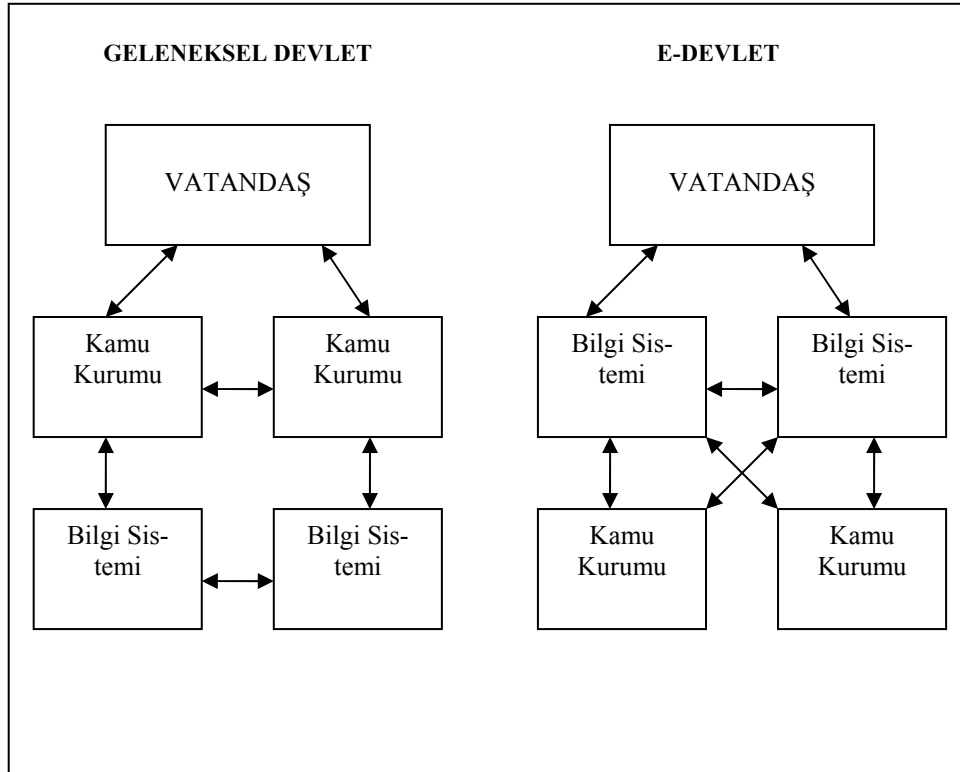 GELENEKSEL DEVLET
E-DEVLET
VATANDAŞ
VATANDAŞ
Kamu
Kurumu
Kamu
Kurumu
Bilgi Sis-
temi
Bilgi Sis-
temi
Bilgi Sis-
temi
Bilgi Sis-
temi
Kamu
Kurumu
Kamu
Kurumu